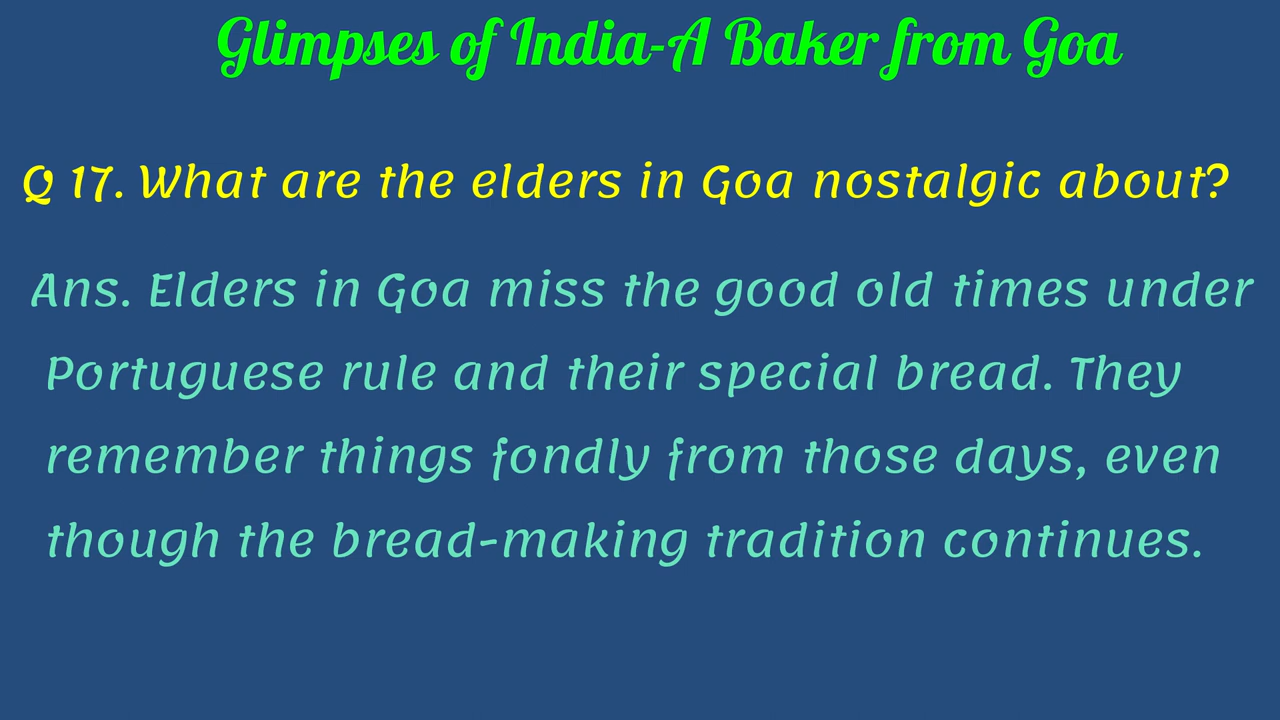 Glimpses of India-A Baker from Goa
Q 17. What are the elders in Goa nostalgic about?
Ans. Elders in Goa miss the good old times under
Portuguese rule and their special bread. They
remember things fondly from those days, even
though the bread-making tradition continues.